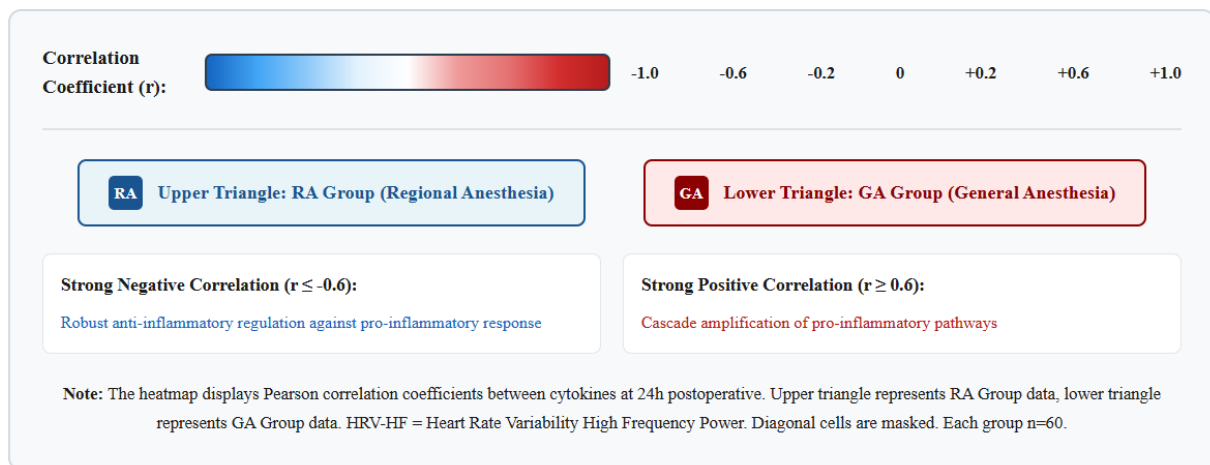 Correlation
Coefficient (r):
-1.0 -0.6 -0.2 0 +0.2 +0.6 +1.0
RA Upper Triangle: RA Group (Regional Anesthesia)
GA Lower Triangle: GA Group (General Anesthesia)
Strong Negative Correlation (r ≤ -0.6):
Robust anti-inflammatory regulation against pro-inflammatory response
Strong Positive Correlation (r ≥ 0.6):
Cascade amplification of pro-inflammatory pathways
Note: The heatmap displays Pearson correlation coefficients between cytokines at 24h postoperative. Upper triangle represents RA Group data, lower triangle
represents GA Group data. HRV-HF = Heart Rate Variability High Frequency Power. Diagonal cells are masked. Each group n=60.